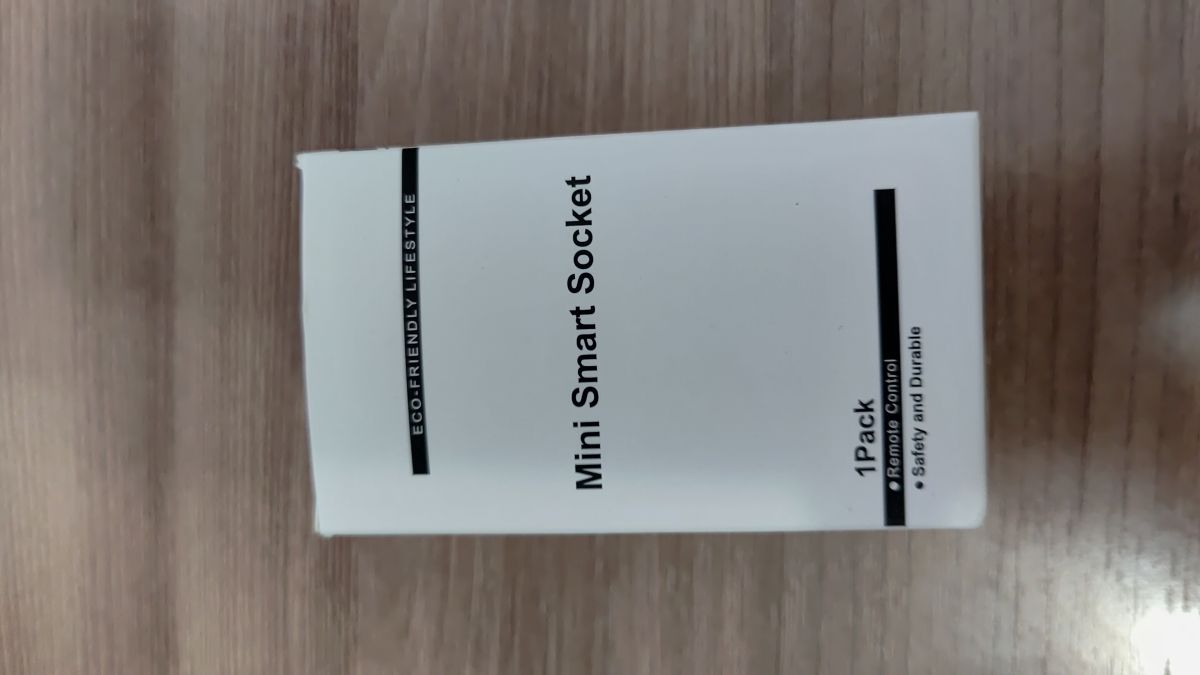 ECO-FRIENDLY LIFESTYLE
Mini Smart Socket
1Pack
● Remote Control
● Safety and Durable